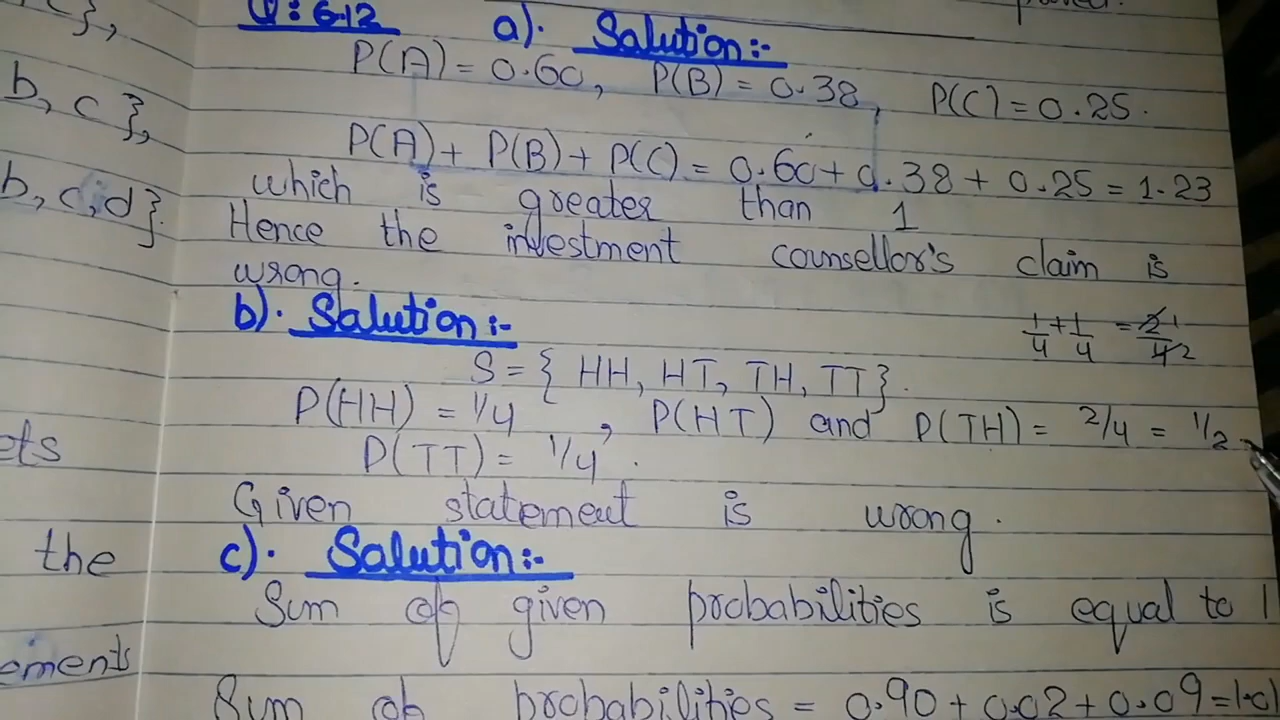 },
b, c },
b, c, d}.
ets
the
ements
Q: 6.12 a). Salution:-
P(A) = 0.60, P(B) = 0.38, P(C) = 0.25.
P(A) + P(B) + P(C) = 0.60 + 0.38 + 0.25 = 1.23
which is greater than 1
Hence the investment counsellor's claim is
wrong.
b). Salution:-
1/4 + 1/4 = 2 1/4 2
S = { HH, HT, TH, TT}.
P(HH) = 1/4 , P(HT) and P(TH) = 2/4 = 1/2
P(TT) = 1/4 .
Given statement is wrong.
c). Salution:-
Sum of given probabilities is equal to 1
Sum of probabilities = 0.90 + 0.02 + 0.09 = 1.01